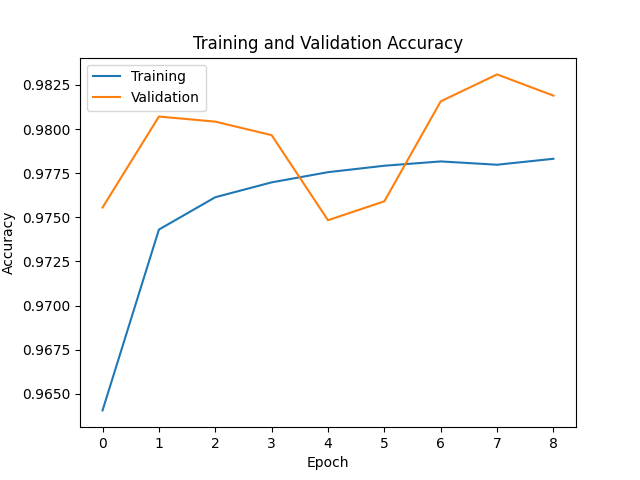 Training and Validation Accuracy
Training
Validation
0.9825
0.9800
0.9775
0.9750
0.9725
0.9700
0.9675
0.9650
Accuracy
0 1 2 3 4 5 6 7 8
Epoch